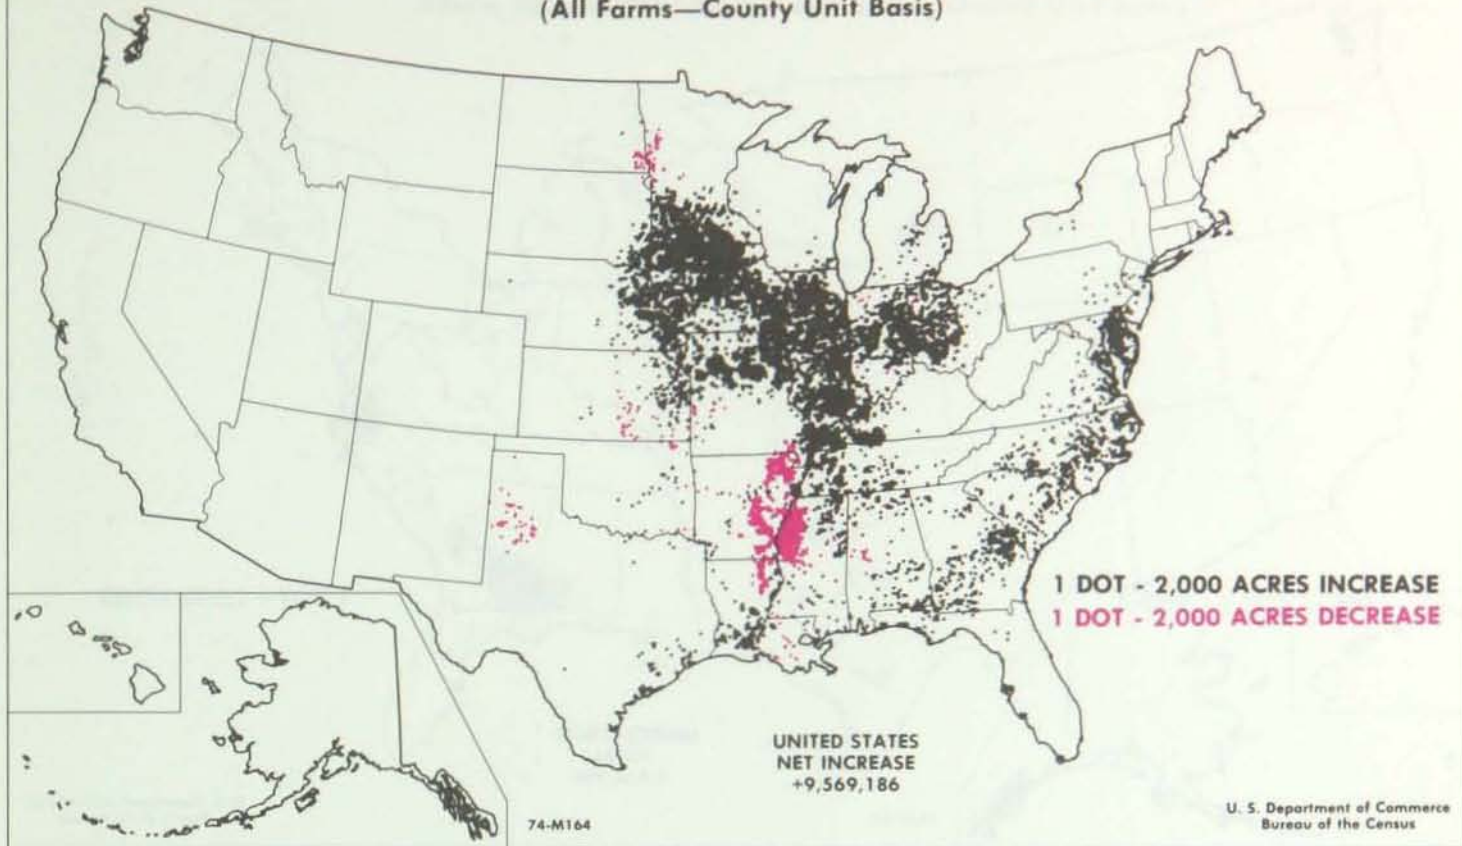 (All Farms—County Unit Basis)
1 DOT - 2,000 ACRES INCREASE
1 DOT - 2,000 ACRES DECREASE
UNITED STATES
NET INCREASE
+9,569,186
74-M164
U. S. Department of Commerce
Bureau of the Census